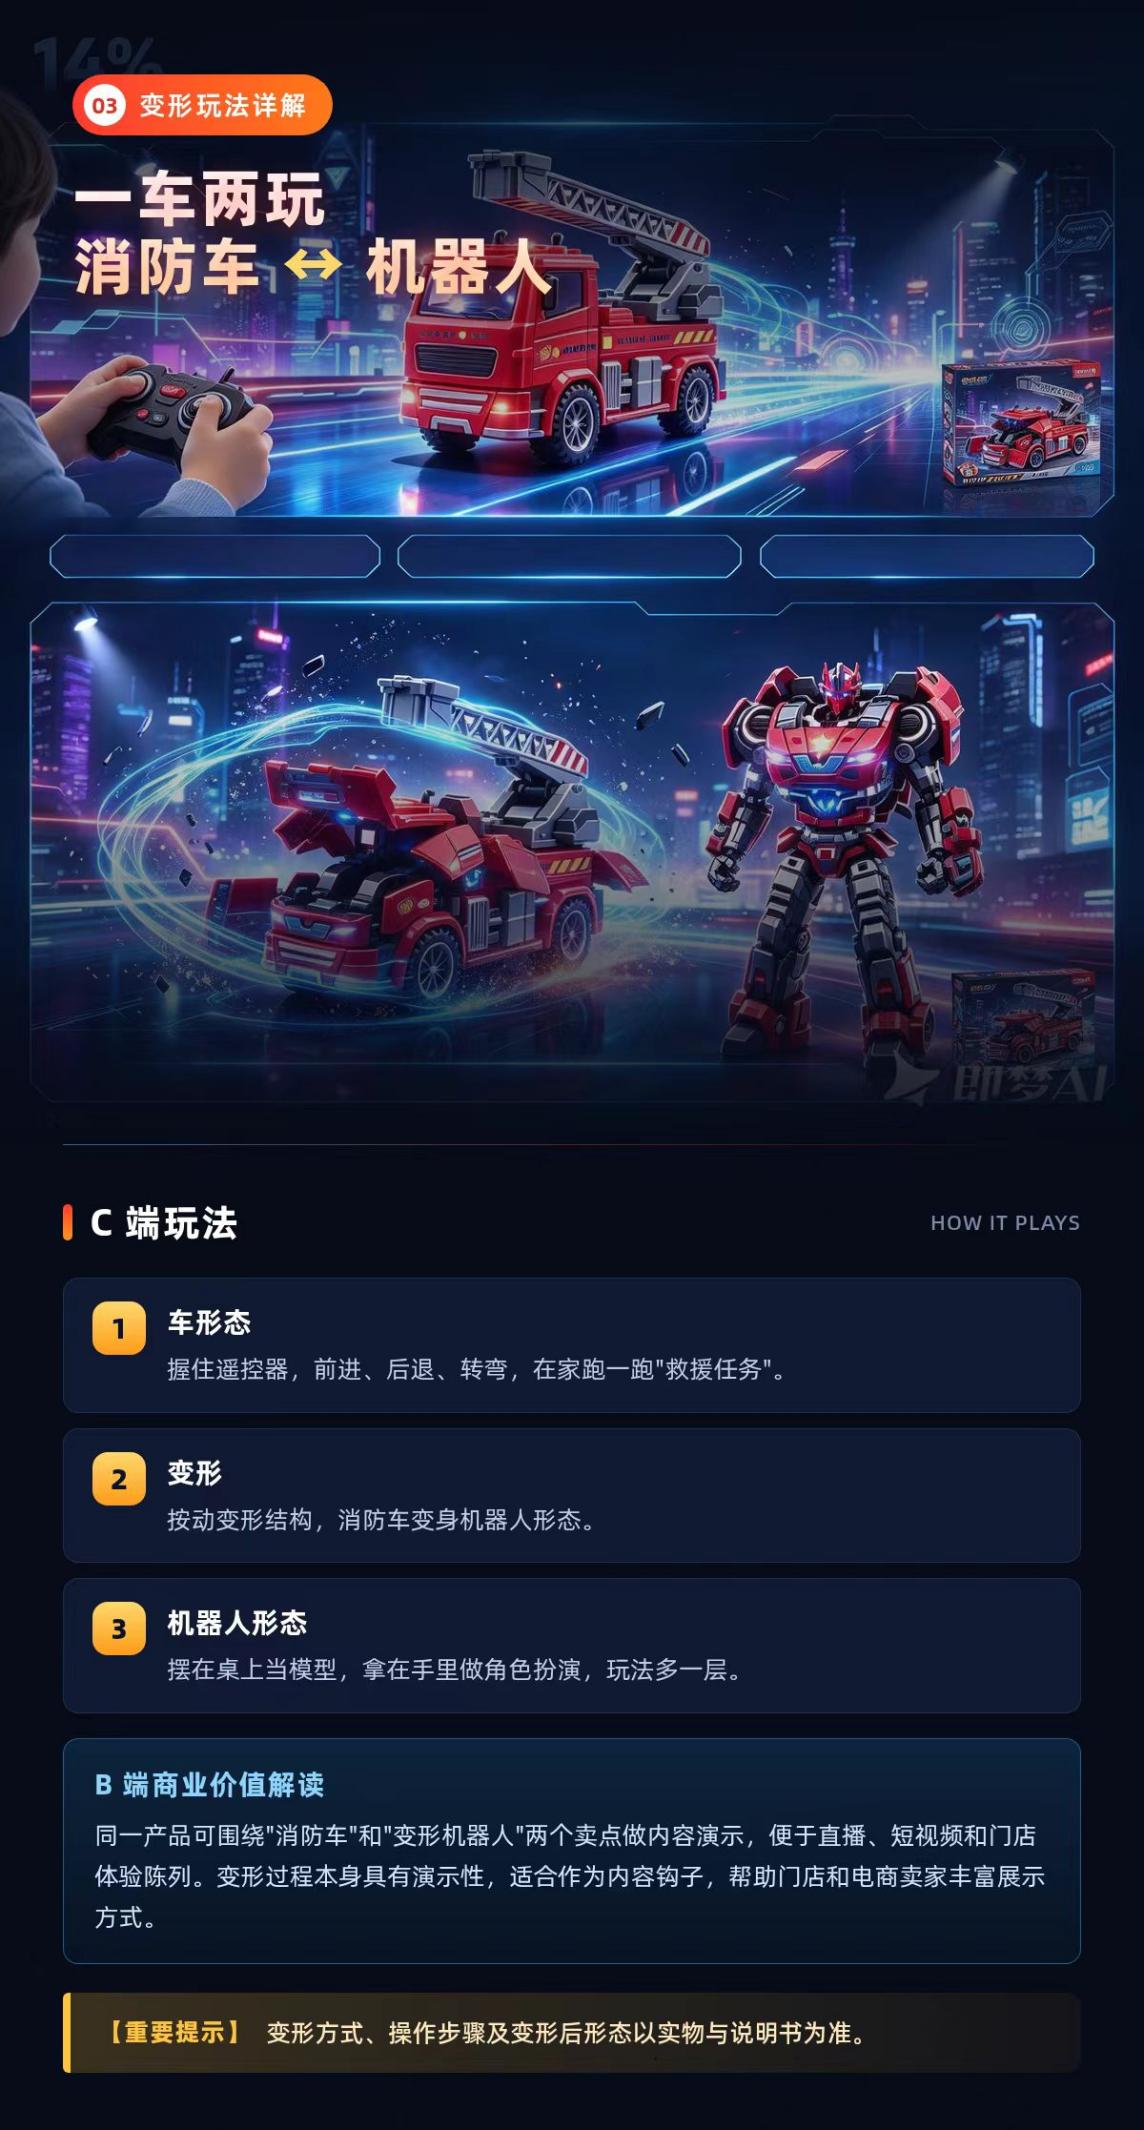 14%
03 变形玩法详解
一车两玩
消防车 ↔ 机器人
即梦AI
C 端玩法
HOW IT PLAYS
1 车形态
握住遥控器，前进、后退、转弯，在家跑一跑"救援任务"。
2 变形
按动变形结构，消防车变身机器人形态。
3 机器人形态
摆在桌上当模型，拿在手里做角色扮演，玩法多一层。
B 端商业价值解读
同一产品可围绕"消防车"和"变形机器人"两个卖点做内容演示，便于直播、短视频和门店
体验陈列。变形过程本身具有演示性，适合作为内容钩子，帮助门店和电商卖家丰富展示
方式。
【重要提示】 变形方式、操作步骤及变形后形态以实物与说明书为准。